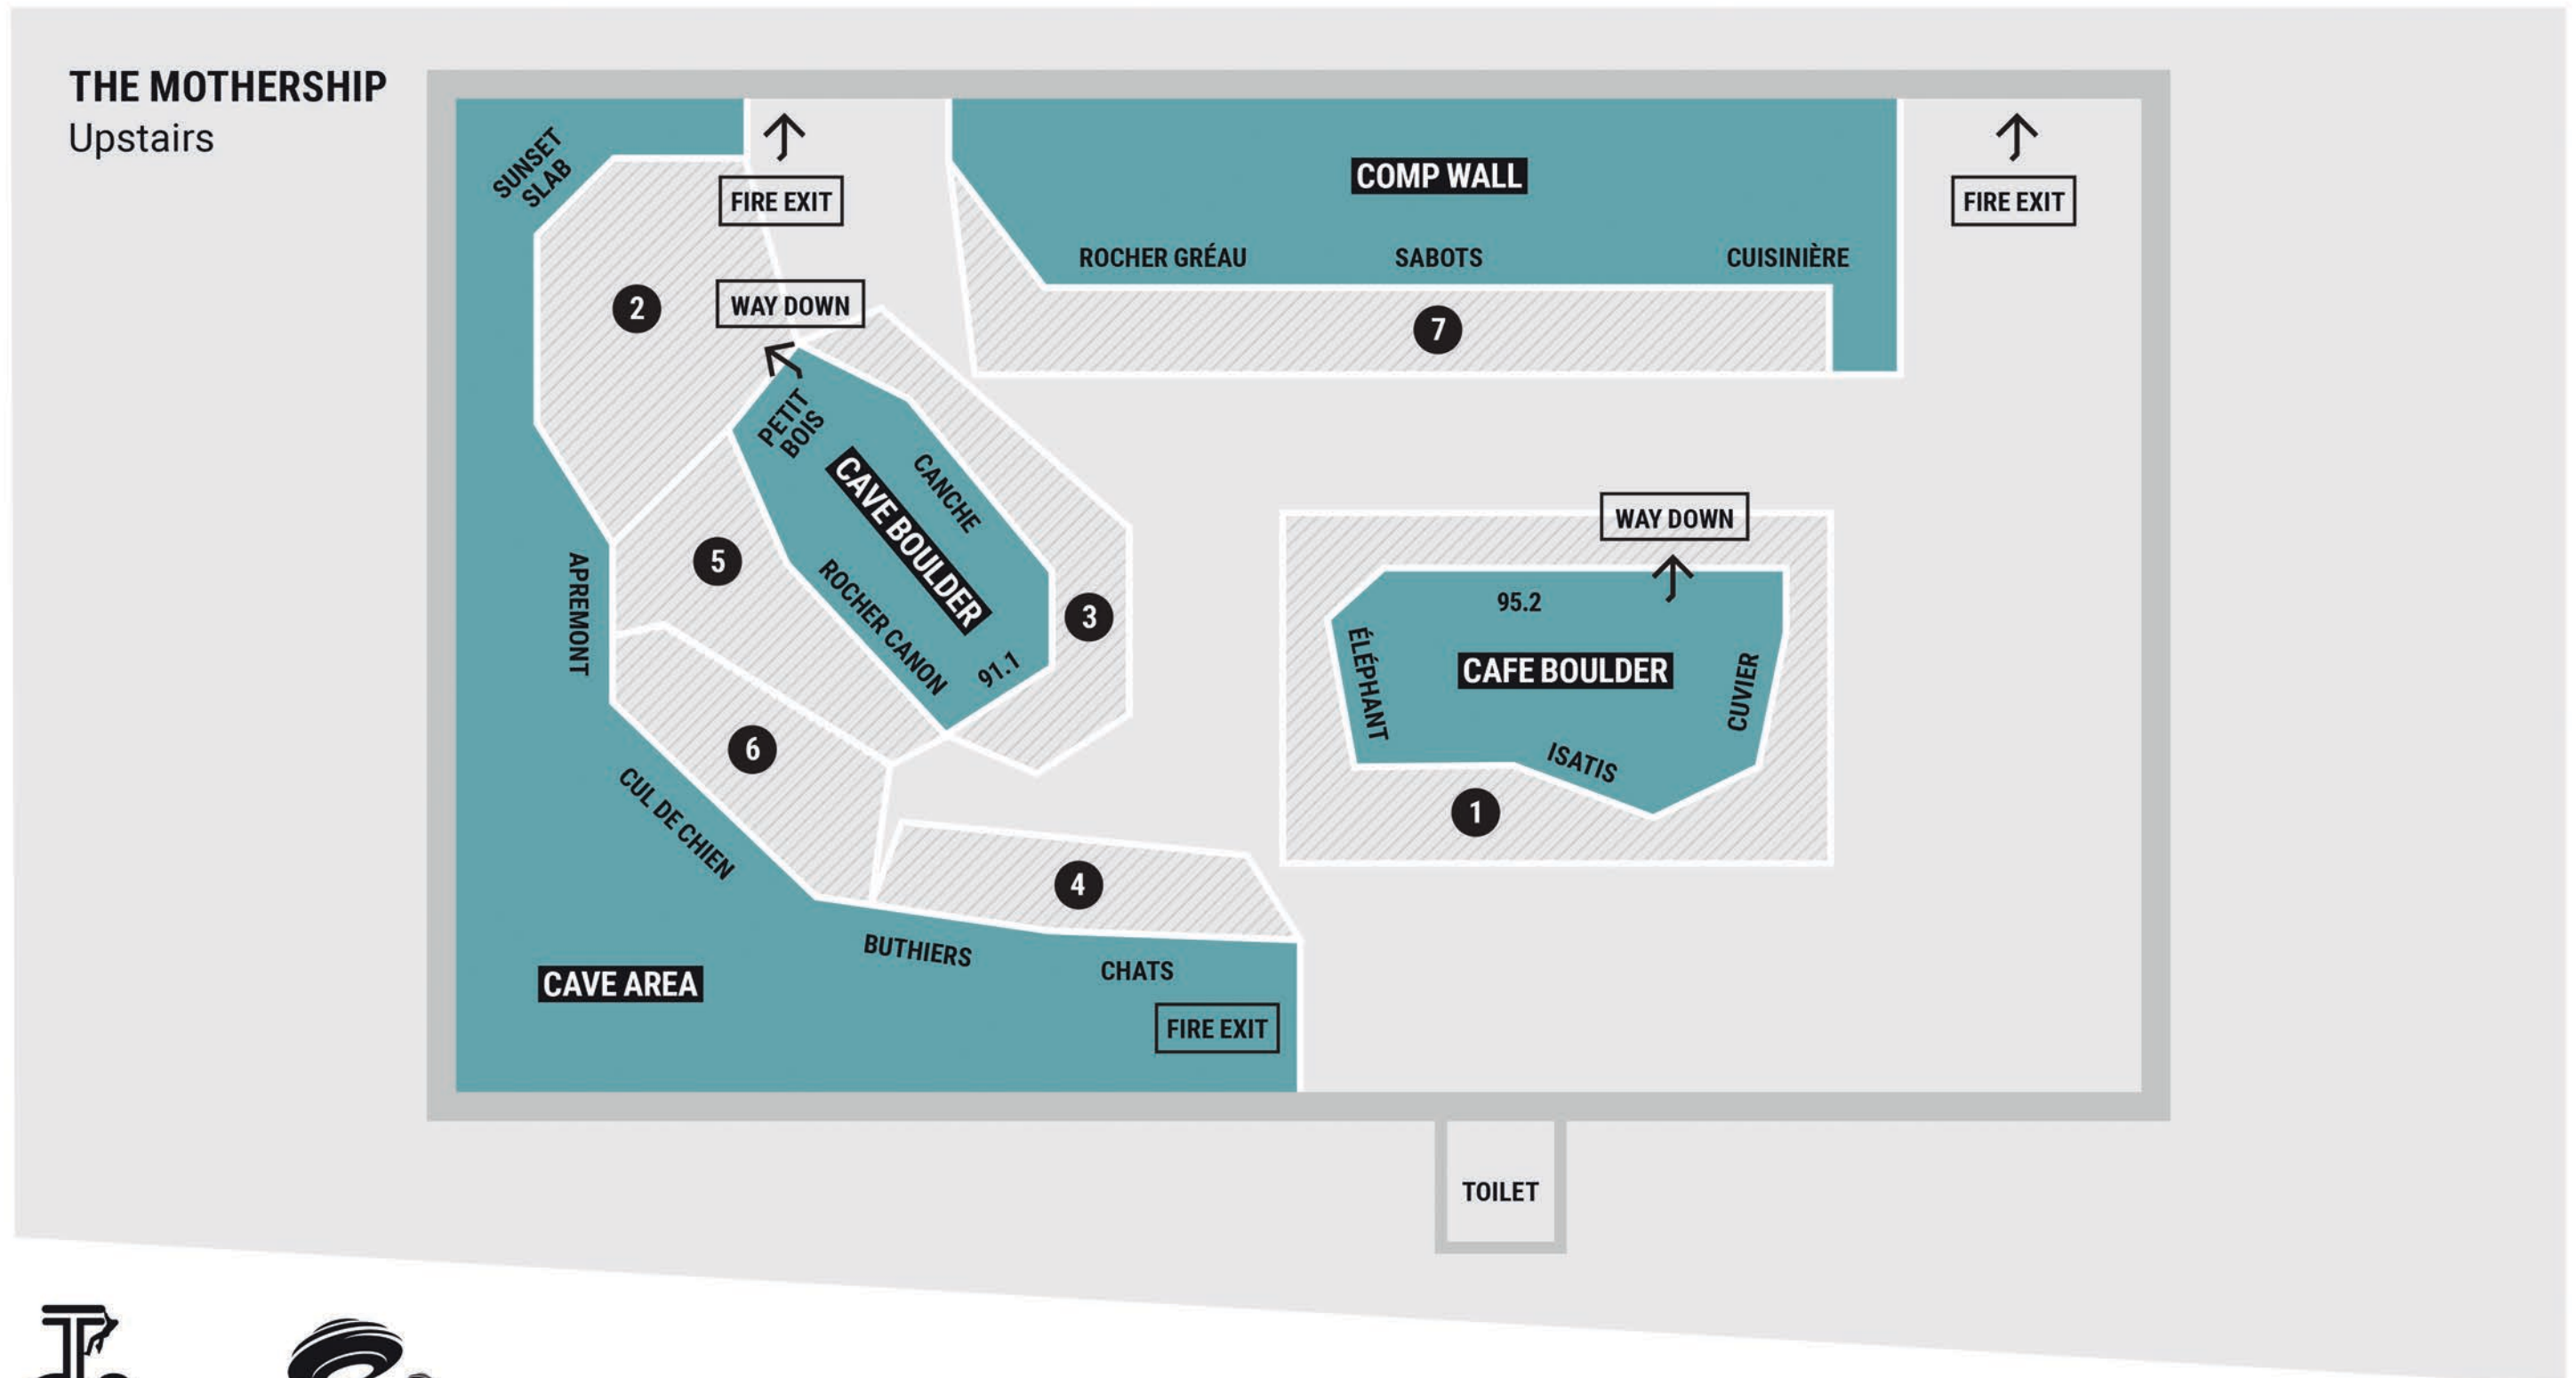 THE MOTHERSHIP
Upstairs
SUNSET
SLAB
FIRE EXIT
COMP WALL
FIRE EXIT
ROCHER GRÉAU
SABOTS
CUISINIÈRE
2
WAY DOWN
7
PETIT
BOIS
CAVE BOULDER
CANCHE
ROCHER CANON
91.1
5
3
APREMONT
WAY DOWN
95.2
ÉLÉPHANT
CAFE BOULDER
CUVIER
ISATIS
1
6
CUL DE CHIEN
4
BUTHIERS
CHATS
CAVE AREA
FIRE EXIT
TOILET